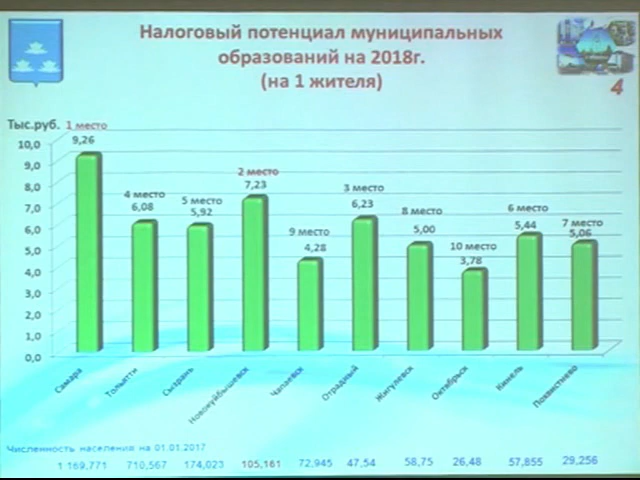 Налоговый потенциал муниципальных
образований на 2018г.
(на 1 жителя)
4
Тыс.руб.
1 место
9,26
4 место
6,08
5 место
5,92
2 место
7,23
9 место
4,28
3 место
6,23
8 место
5,00
10 место
3,78
6 место
5,44
7 место
5,06
10,0
9,0
8,0
7,0
6,0
5,0
4,0
3,0
2,0
1,0
0,0
Самара
Тольятти
Сызрань
Новокуйбышевск
Чапаевск
Отрадный
Жигулевск
Октябрьск
Кинель
Похвистнево
Численность населения на 01.01.2017
1 169,771 710,567 174,023 105,161 72,945 47,54 58,75 26,48 57,855 29,256